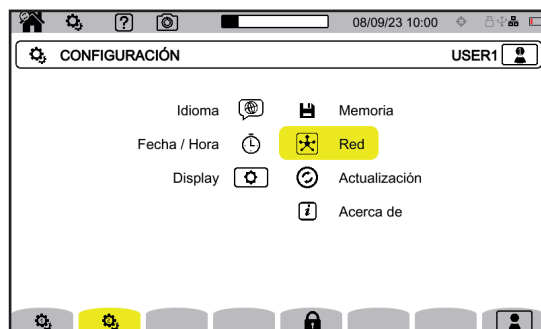 08/09/23 10:00
CONFIGURACIÓN USER1
Idioma Memoria
Fecha / Hora Red
Display Actualización
Acerca de